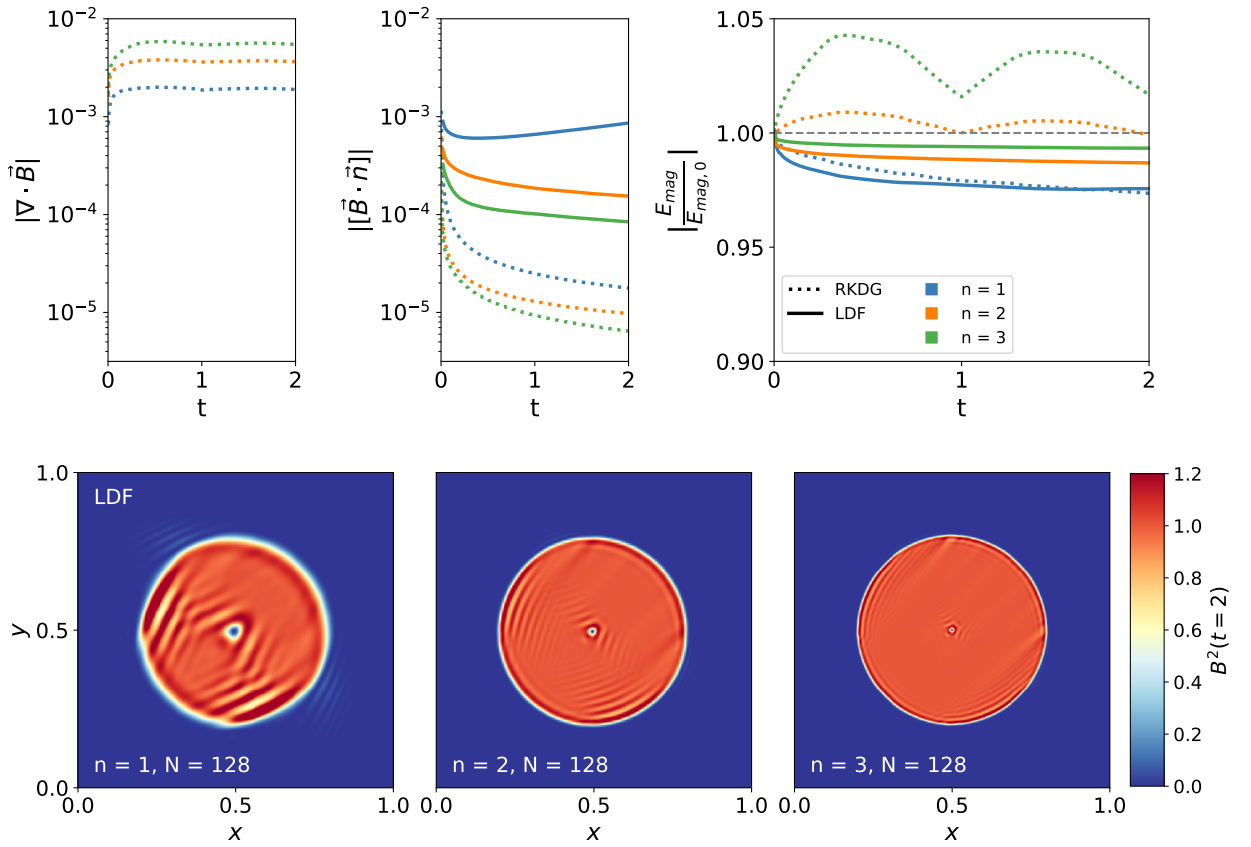 10⁻²
10⁻³
10⁻⁴
10⁻⁵
|∇ · B⃗|
0
1
2
t
10⁻²
10⁻³
10⁻⁴
10⁻⁵
|[B⃗ · n⃗]|
0
1
2
t
1.05
1.00
0.95
0.90
|E_mag / E_mag,0|
RKDG
LDF
n = 1
n = 2
n = 3
0
1
2
t
1.0
0.5
0.0
y
LDF
n = 1, N = 128
0.0
0.5
1.0
x
n = 2, N = 128
0.0
0.5
1.0
x
n = 3, N = 128
0.0
0.5
1.0
x
1.2
1.0
0.8
0.6
0.4
0.2
0.0
B²(t = 2)